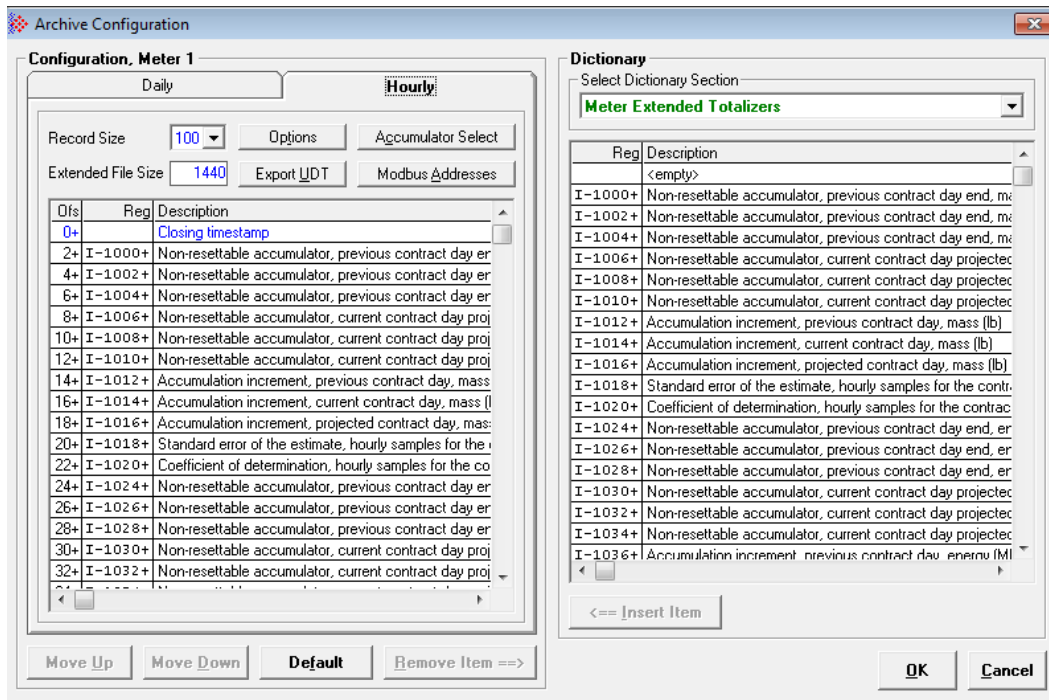 Archive Configuration
Configuration, Meter 1
Daily
Hourly
Record Size 100 Options Accumulator Select
Extended File Size 1440 Export UDT Modbus Addresses
Ofs Reg Description
0+ Closing timestamp
2+ I-1000+ Non-resettable accumulator, previous contract day er
4+ I-1002+ Non-resettable accumulator, previous contract day er
6+ I-1004+ Non-resettable accumulator, previous contract day er
8+ I-1006+ Non-resettable accumulator, current contract day proj
10+ I-1008+ Non-resettable accumulator, current contract day proj
12+ I-1010+ Non-resettable accumulator, current contract day proj
14+ I-1012+ Accumulation increment, previous contract day, mass
16+ I-1014+ Accumulation increment, current contract day, mass (l
18+ I-1016+ Accumulation increment, projected contract day, mas
20+ I-1018+ Standard error of the estimate, hourly samples for the
22+ I-1020+ Coefficient of determination, hourly samples for the co
24+ I-1024+ Non-resettable accumulator, previous contract day er
26+ I-1026+ Non-resettable accumulator, previous contract day er
28+ I-1028+ Non-resettable accumulator, previous contract day er
30+ I-1030+ Non-resettable accumulator, current contract day proj
32+ I-1032+ Non-resettable accumulator, current contract day proj
Move Up Move Down Default Remove Item ==>
Dictionary
Select Dictionary Section
Meter Extended Totalizers
Reg Description
<empty>
I-1000+ Non-resettable accumulator, previous contract day end, ma
I-1002+ Non-resettable accumulator, previous contract day end, ma
I-1004+ Non-resettable accumulator, previous contract day end, ma
I-1006+ Non-resettable accumulator, current contract day projected
I-1008+ Non-resettable accumulator, current contract day projected
I-1010+ Non-resettable accumulator, current contract day projected
I-1012+ Accumulation increment, previous contract day, mass (lb)
I-1014+ Accumulation increment, current contract day, mass (lb)
I-1016+ Accumulation increment, projected contract day, mass (lb)
I-1018+ Standard error of the estimate, hourly samples for the contr
I-1020+ Coefficient of determination, hourly samples for the contrac
I-1024+ Non-resettable accumulator, previous contract day end, er
I-1026+ Non-resettable accumulator, previous contract day end, er
I-1028+ Non-resettable accumulator, previous contract day end, er
I-1030+ Non-resettable accumulator, current contract day projected
I-1032+ Non-resettable accumulator, current contract day projected
I-1034+ Non-resettable accumulator, current contract day projected
I-1036+ Accumulation increment, previous contract day, energy (M
<== Insert Item
OK Cancel